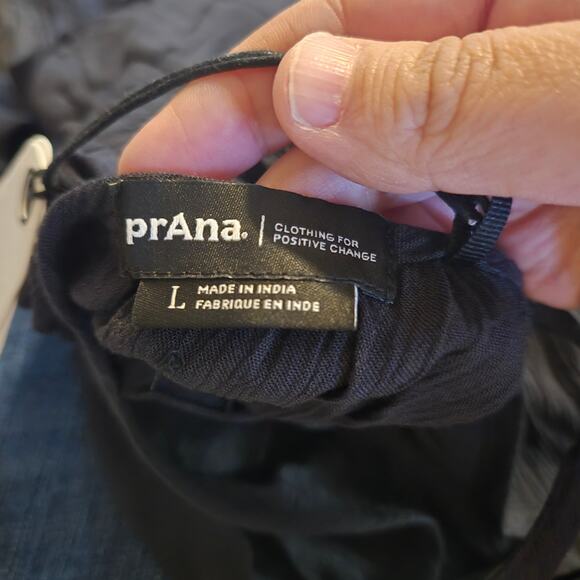 prAna.
CLOTHING FOR
POSITIVE CHANGE
L
MADE IN INDIA
FABRIQUE EN INDE